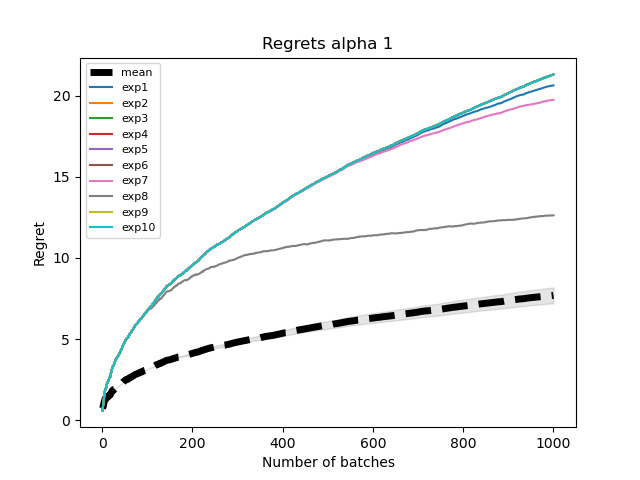 Regrets alpha 1
mean
exp1
exp2
exp3
exp4
exp5
exp6
exp7
exp8
exp9
exp10
Regret
20
15
10
5
0
0 200 400 600 800 1000
Number of batches